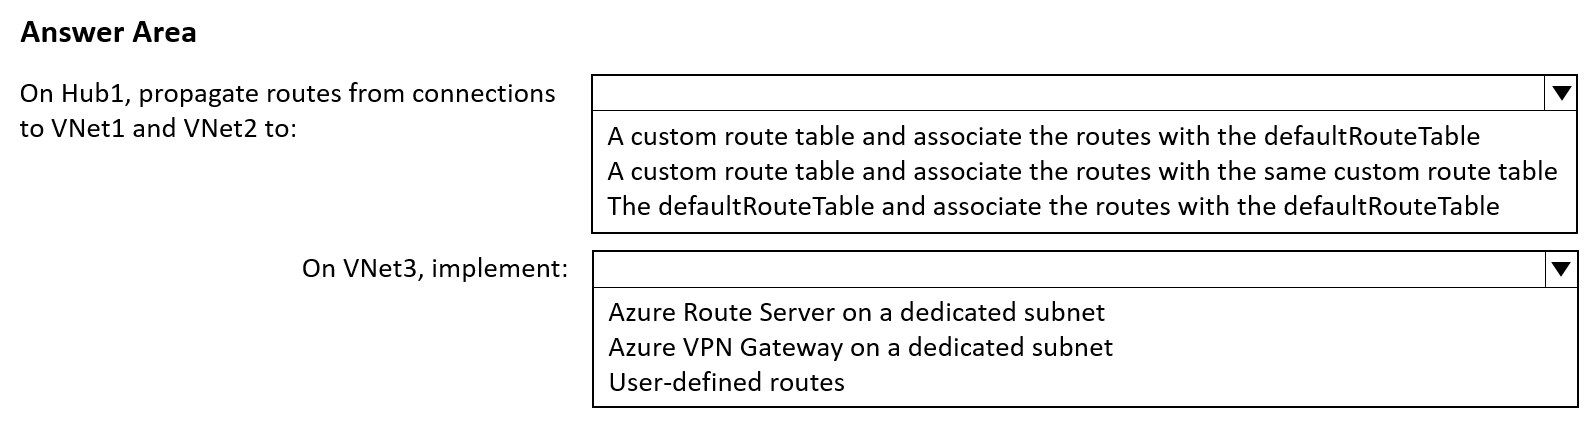 Answer Area
On Hub1, propagate routes from connections
to VNet1 and VNet2 to:
A custom route table and associate the routes with the defaultRouteTable
A custom route table and associate the routes with the same custom route table
The defaultRouteTable and associate the routes with the defaultRouteTable
On VNet3, implement:
Azure Route Server on a dedicated subnet
Azure VPN Gateway on a dedicated subnet
User-defined routes